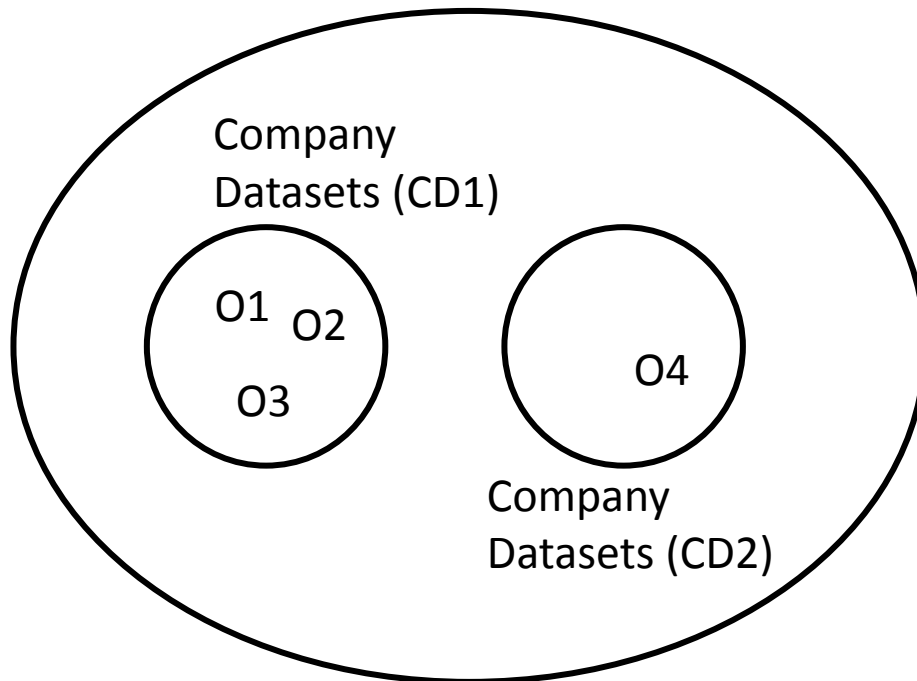 Company
Datasets (CD1)
O1
O2
O3
O4
Company
Datasets (CD2)